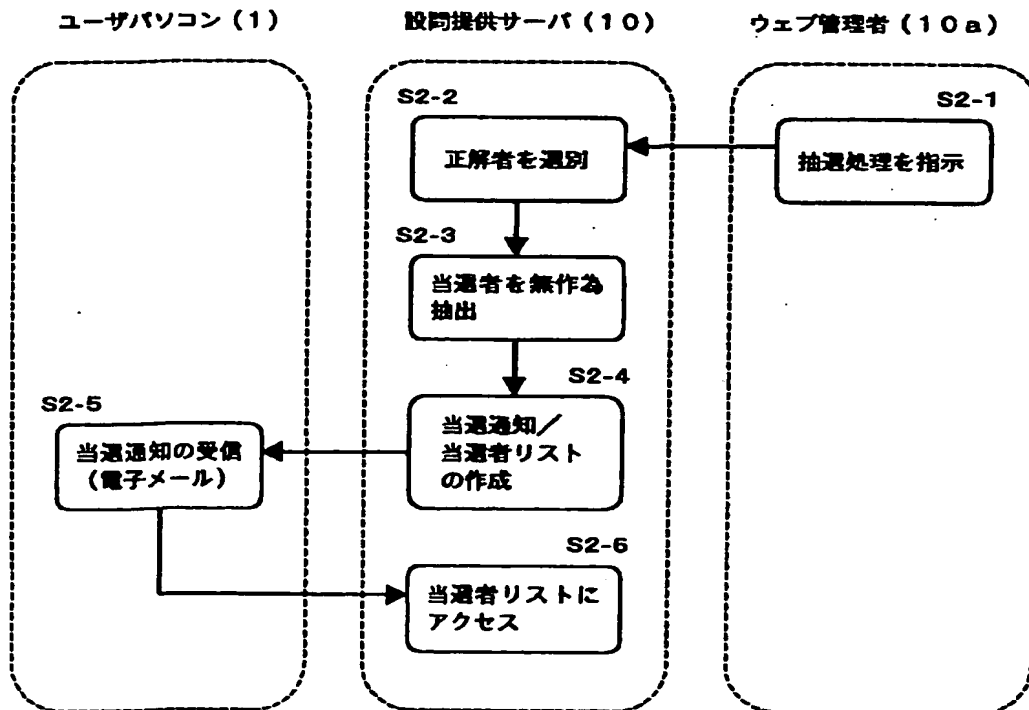 ユーザパソコン（1）
設問提供サーバ（10）
ウェブ管理者（10a）
S2-1
抽選処理を指示
S2-2
正解者を選別
S2-3
当選者を無作為
抽出
S2-4
当選通知／
当選者リスト
の作成
S2-5
当選通知の受信
（電子メール）
S2-6
当選者リストに
アクセス